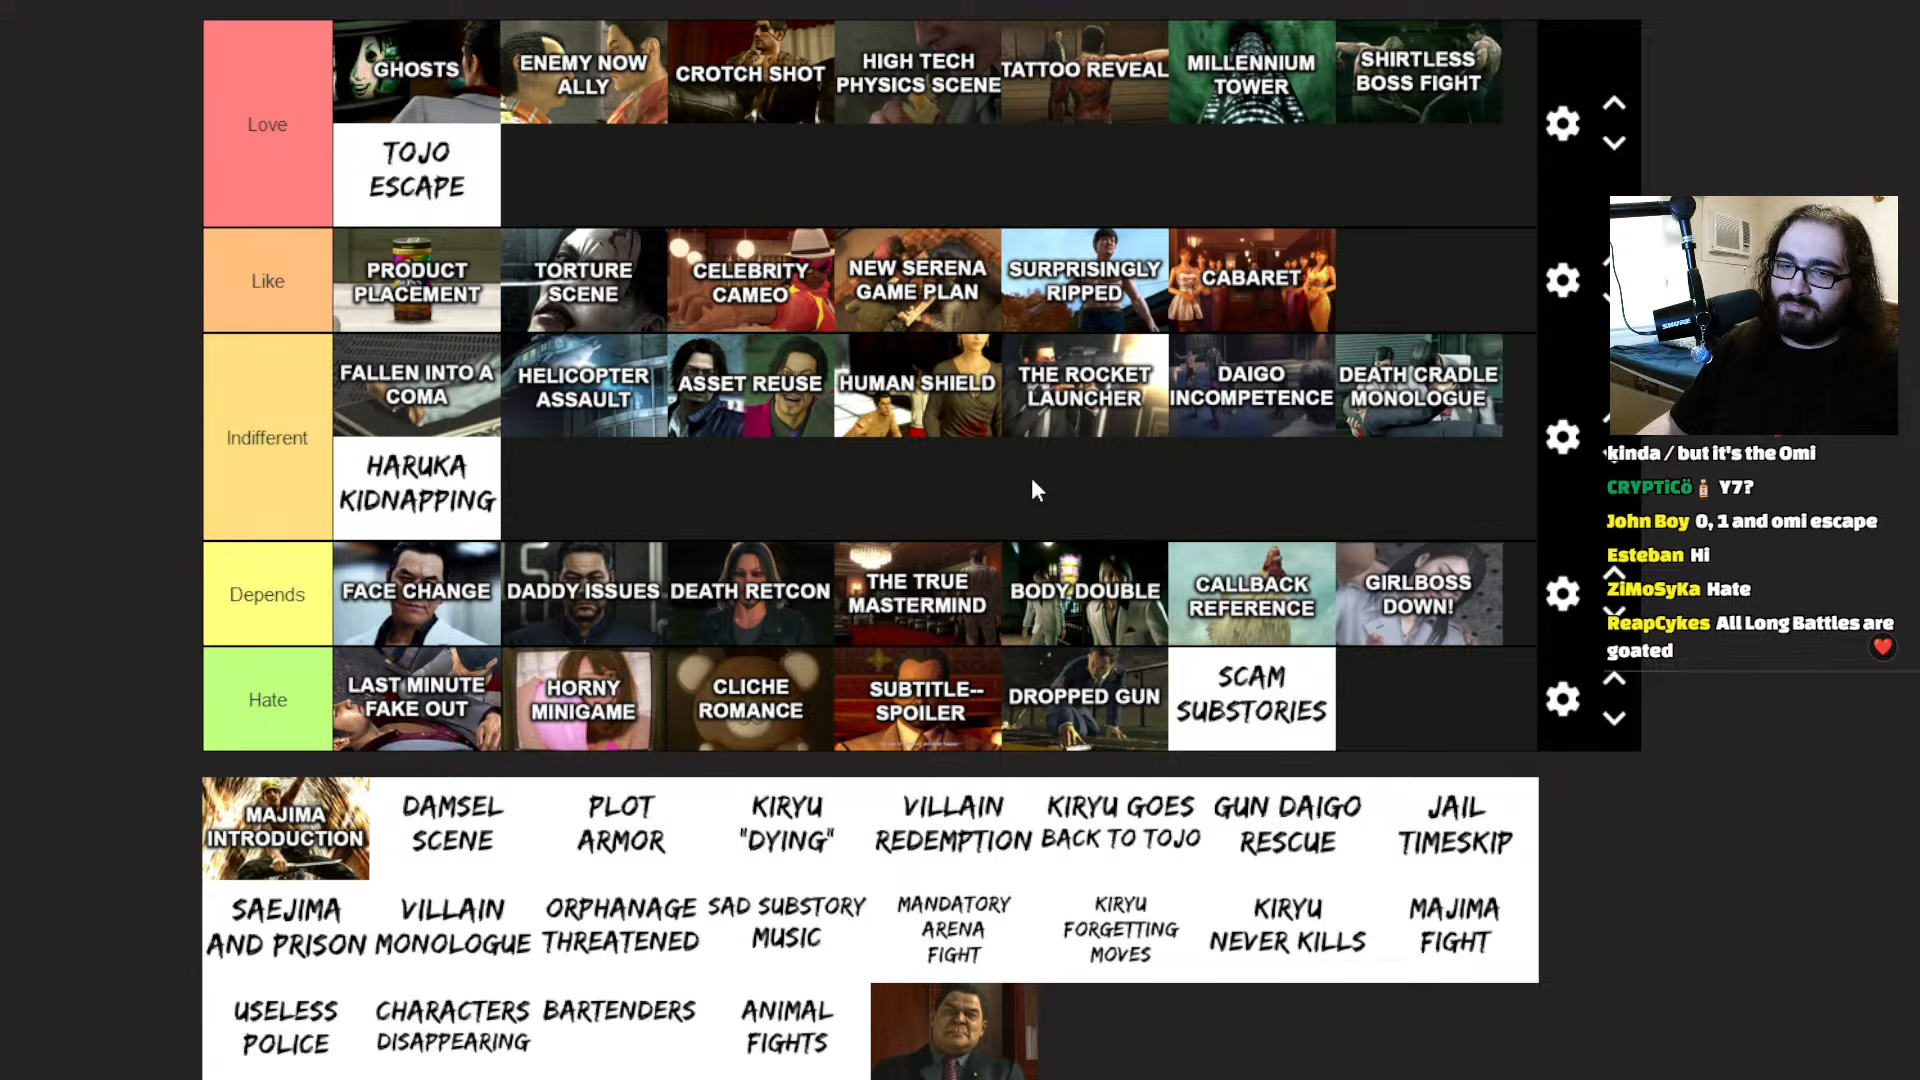 Love
GHOSTS
ENEMY NOW
ALLY
CROTCH SHOT
HIGH TECH
PHYSICS SCENE
TATTOO REVEAL
MILLENNIUM
TOWER
SHIRTLESS
BOSS FIGHT
TOJO
ESCAPE
Like
PRODUCT
PLACEMENT
TORTURE
SCENE
CELEBRITY
CAMEO
NEW SERENA
GAME PLAN
SURPRISINGLY
RIPPED
CABARET
Indifferent
FALLEN INTO A
COMA
HELICOPTER
ASSAULT
ASSET REUSE
HUMAN SHIELD
THE ROCKET
LAUNCHER
DAIGO
INCOMPETENCE
DEATH CRADLE
MONOLOGUE
HARUKA
KIDNAPPING
Depends
FACE CHANGE
DADDY ISSUES
DEATH RETCON
THE TRUE
MASTERMIND
BODY DOUBLE
CALLBACK
REFERENCE
GIRLBOSS
DOWN!
Hate
LAST MINUTE
FAKE OUT
HORNY
MINIGAME
CLICHE
ROMANCE
SUBTITLE--
SPOILER
DROPPED GUN
SCAM
SUBSTORIES
MAJIMA
INTRODUCTION
DAMSEL
SCENE
PLOT
ARMOR
KIRYU
"DYING"
VILLAIN
REDEMPTION
KIRYU GOES
BACK TO TOJO
GUN DAIGO
RESCUE
JAIL
TIMESKIP
SAEJIMA
AND PRISON
VILLAIN
MONOLOGUE
ORPHANAGE
THREATENED
SAD SUBSTORY
MUSIC
MANDATORY
ARENA
FIGHT
KIRYU
FORGETTING
MOVES
KIRYU
NEVER KILLS
MAJIMA
FIGHT
USELESS
POLICE
CHARACTERS
DISAPPEARING
BARTENDERS
ANIMAL
FIGHTS
SHURE
kinda / but it's the Omi
CRYPTiCö Y7?
John Boy 0, 1 and omi escape
Esteban Hi
ZiMoSyKa Hate
ReapCykes All Long Battles are
goated